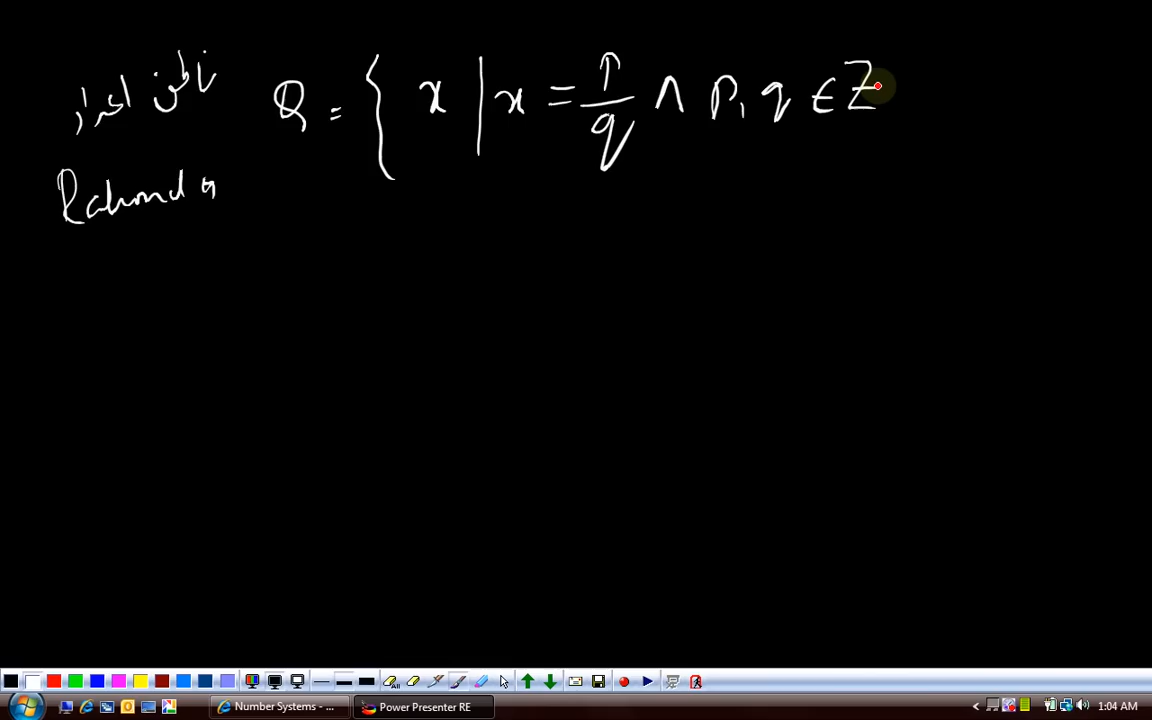 ناطق اعداد
Q = { x | x = p/q ∧ p, q ∈ Z
Rational
Number Systems - ...
Power Presenter RE
1:04 AM